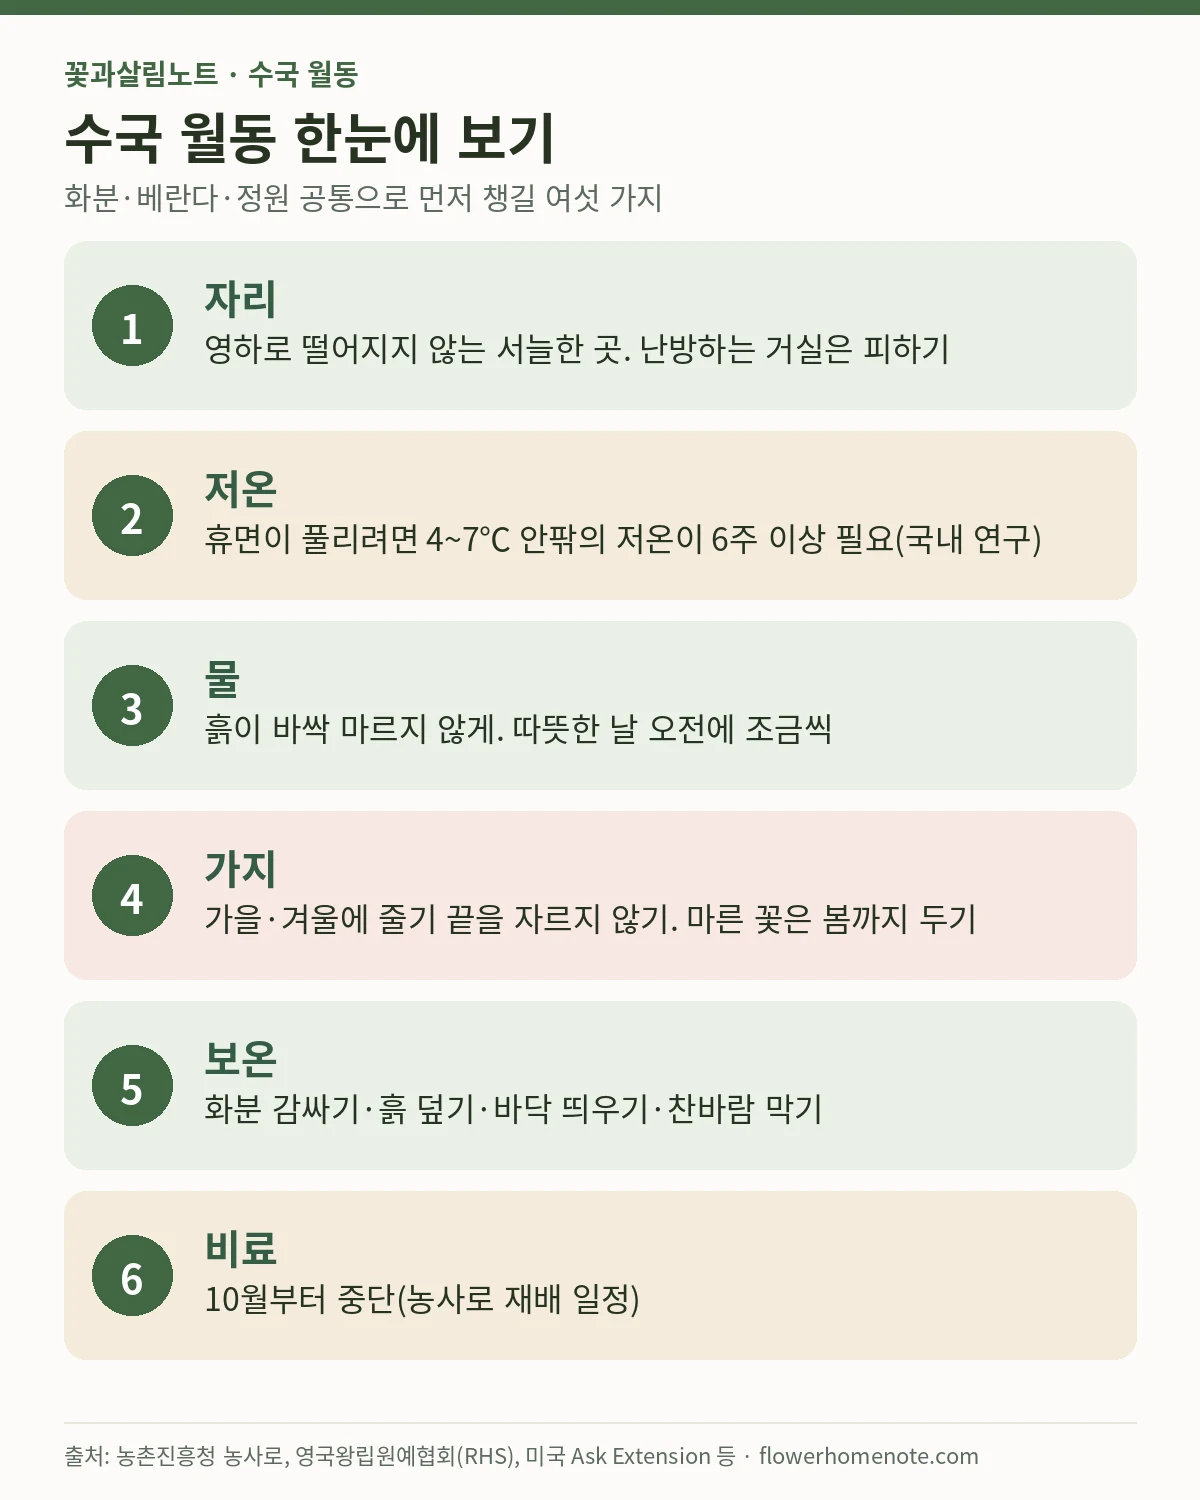 꽃과살림노트 · 수국 월동
수국 월동 한눈에 보기
화분·베란다·정원 공통으로 먼저 챙길 여섯 가지
1
자리
영하로 떨어지지 않는 서늘한 곳. 난방하는 거실은 피하기
2
저온
휴면이 풀리려면 4~7℃ 안팎의 저온이 6주 이상 필요(국내 연구)
3
물
흙이 바싹 마르지 않게. 따뜻한 날 오전에 조금씩
4
가지
가을·겨울에 줄기 끝을 자르지 않기. 마른 꽃은 봄까지 두기
5
보온
화분 감싸기·흙 덮기·바닥 띄우기·찬바람 막기
6
비료
10월부터 중단(농사로 재배 일정)
출처: 농촌진흥청 농사로, 영국왕립원예협회(RHS), 미국 Ask Extension 등 · flowerhomenote.com